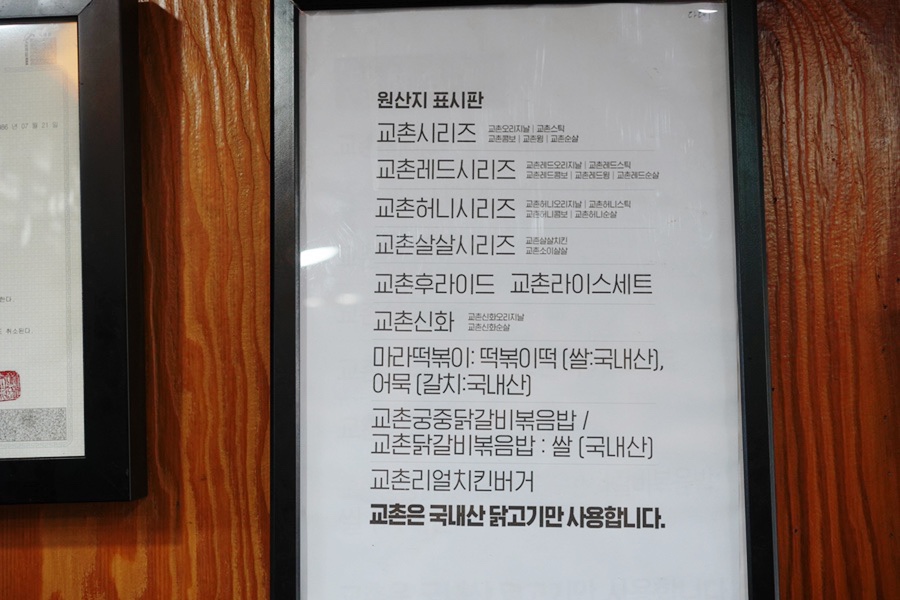 원산지 표시판
교촌시리즈
교촌오리지날 | 교촌스틱
교촌콤보 | 교촌윙 | 교촌순살
교촌레드시리즈
교촌레드오리지날 | 교촌레드스틱
교촌레드콤보 | 교촌레드윙 | 교촌레드순살
교촌허니시리즈
교촌허니오리지날 | 교촌허니스틱
교촌허니콤보 | 교촌허니순살
교촌살살시리즈
교촌살살치킨
교촌소이살살
교촌후라이드 교촌라이스세트
교촌신화
교촌신화오리지날
교촌신화순살
마라떡볶이: 떡볶이떡 (쌀:국내산),
어묵 (갈치:국내산)
교촌궁중닭갈비볶음밥 /
교촌닭갈비볶음밥 : 쌀 (국내산)
교촌리얼치킨버거
교촌은 국내산 닭고기만 사용합니다.
년 07 월 21 일
한다.
취소된다.